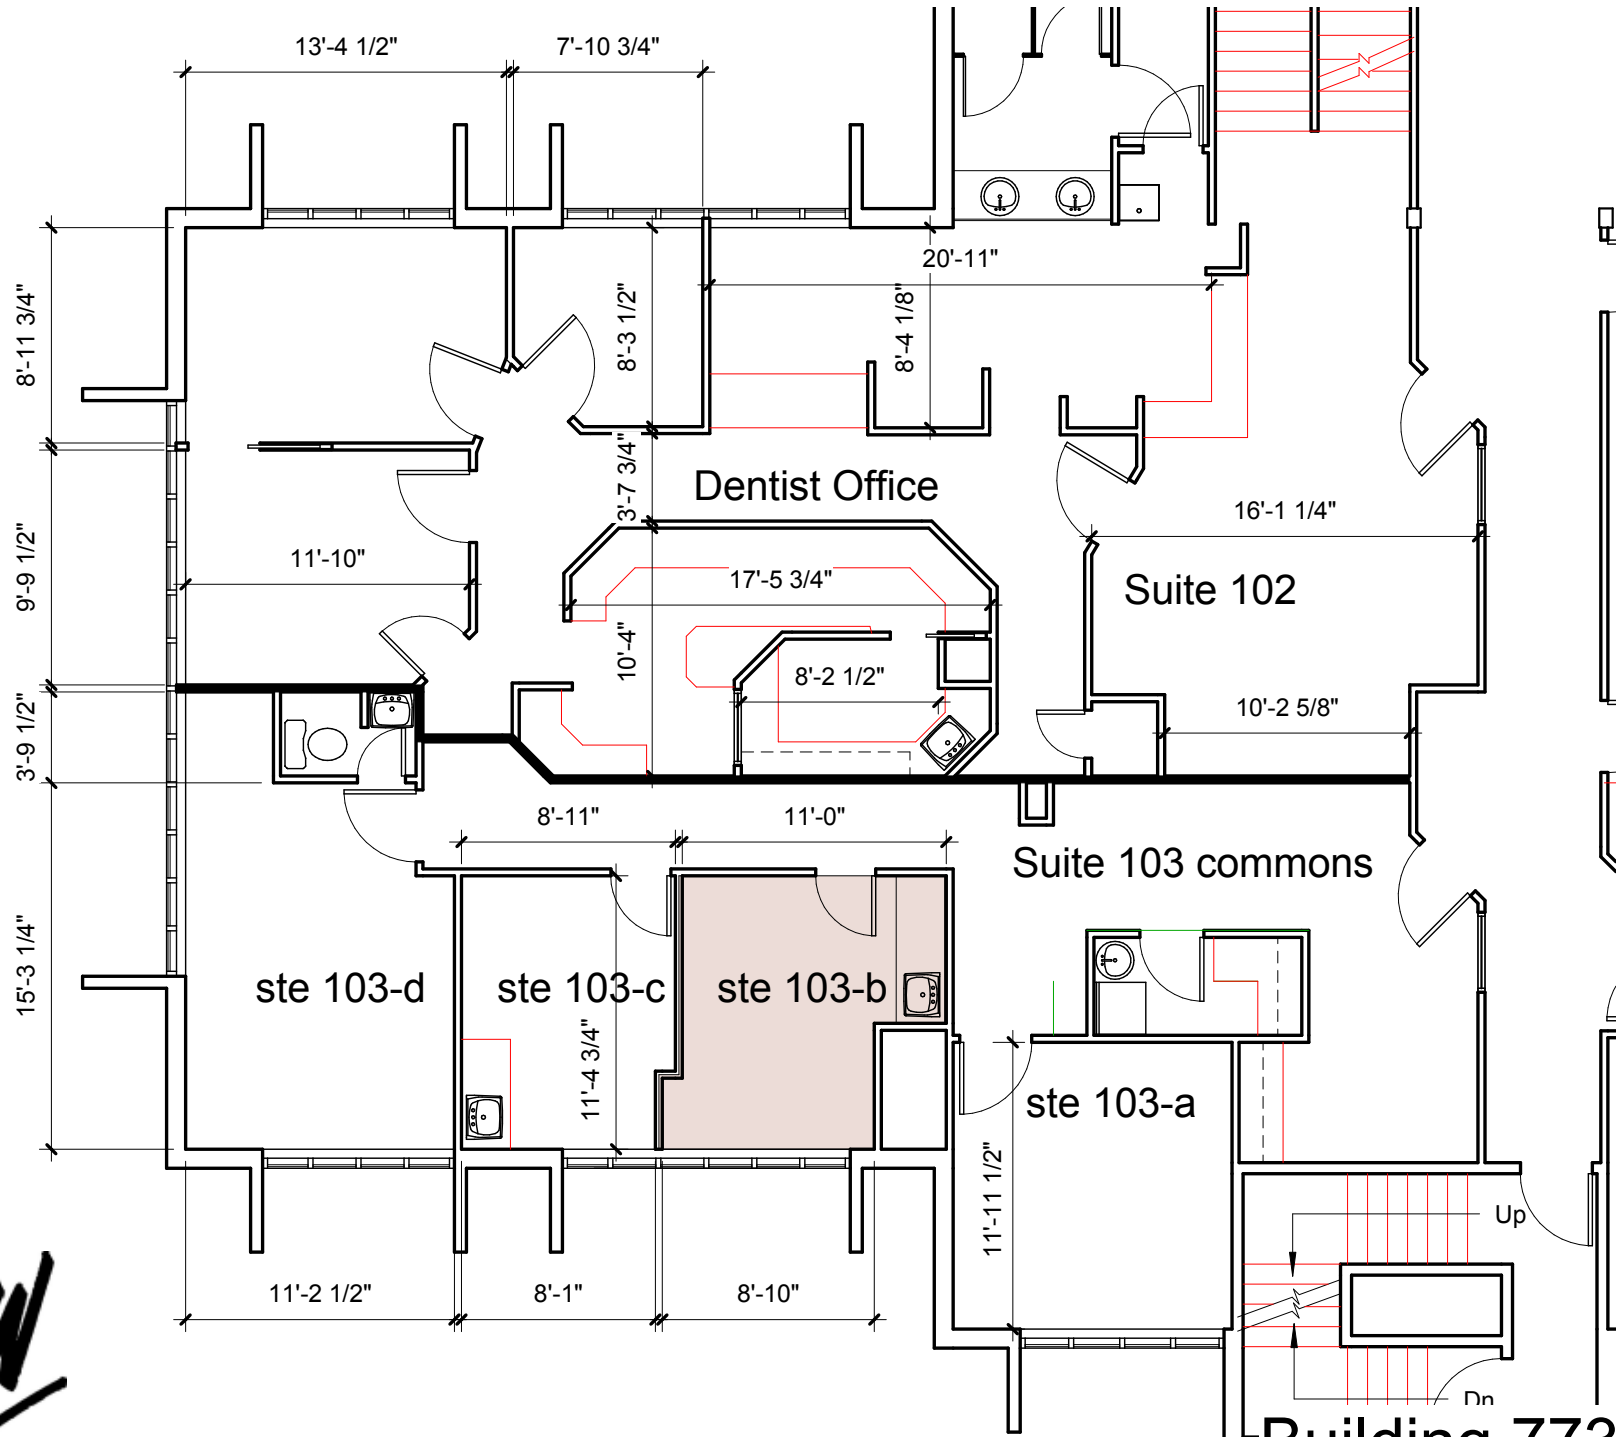 13'-4 1/2"
7'-10 3/4"
20'-11"
8'-11 3/4"
8'-3 1/2"
8'-4 1/8"
3'-7 3/4"
Dentist Office
16'-1 1/4"
9'-9 1/2"
11'-10"
17'-5 3/4"
Suite 102
10'-4"
8'-2 1/2"
10'-2 5/8"
3'-9 1/2"
8'-11"
11'-0"
Suite 103 commons
15'-3 1/4"
ste 103-d
ste 103-c
ste 103-b
11'-4 3/4"
ste 103-a
11'-11 1/2"
Up
11'-2 1/2"
8'-1"
8'-10"
Dn
Building 772